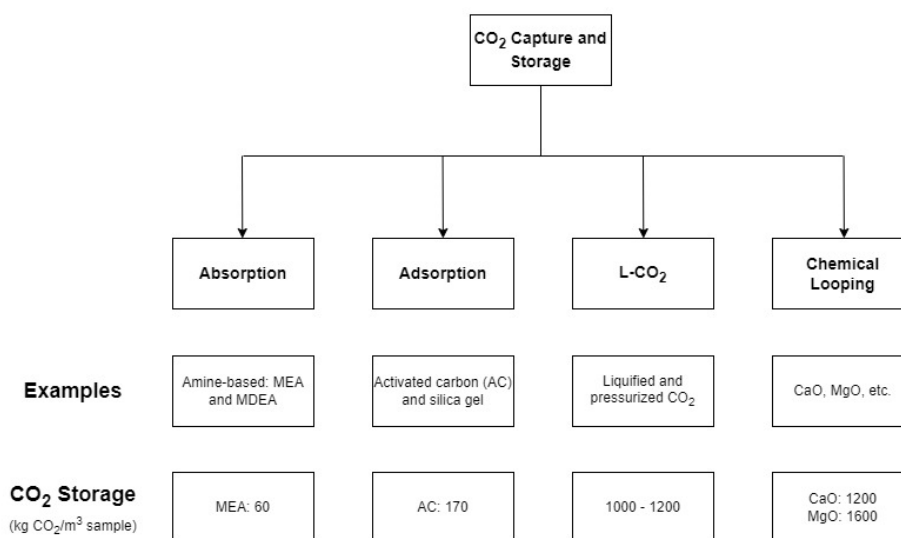 CO₂ Capture and
Storage
Absorption
Adsorption
L-CO₂
Chemical
Looping
Examples
Amine-based: MEA
and MDEA
Activated carbon (AC)
and silica gel
Liquified and
pressurized CO₂
CaO, MgO, etc.
CO₂ Storage
(kg CO₂/m³ sample)
MEA: 60
AC: 170
1000 - 1200
CaO: 1200
MgO: 1600